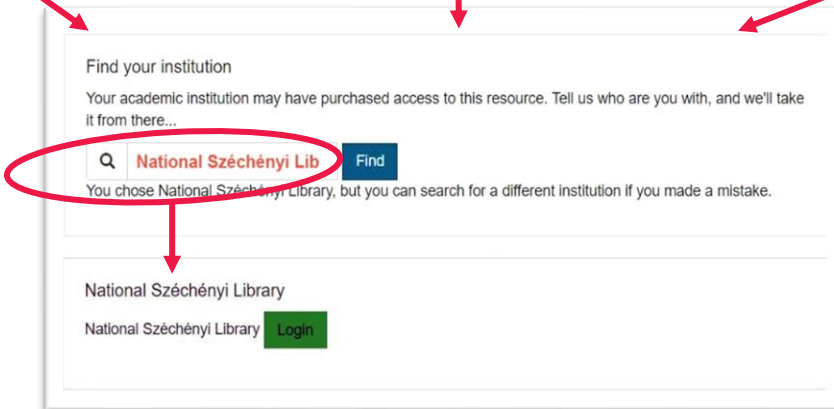 Find your institution
Your academic institution may have purchased access to this resource. Tell us who are you with, and we'll take
it from there...
National Széchényi Lib Find
You chose National Széchényi Library, but you can search for a different institution if you made a mistake.
National Széchényi Library
National Széchényi Library Login